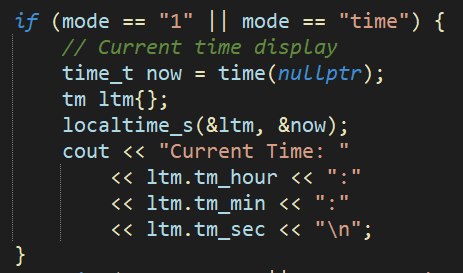 if (mode == "1" || mode == "time") {
    // Current time display
    time_t now = time(nullptr);
    tm ltm{};
    localtime_s(&ltm, &now);
    cout << "Current Time: "
        << ltm.tm_hour << ":"
        << ltm.tm_min << ":"
        << ltm.tm_sec << "\n";
}